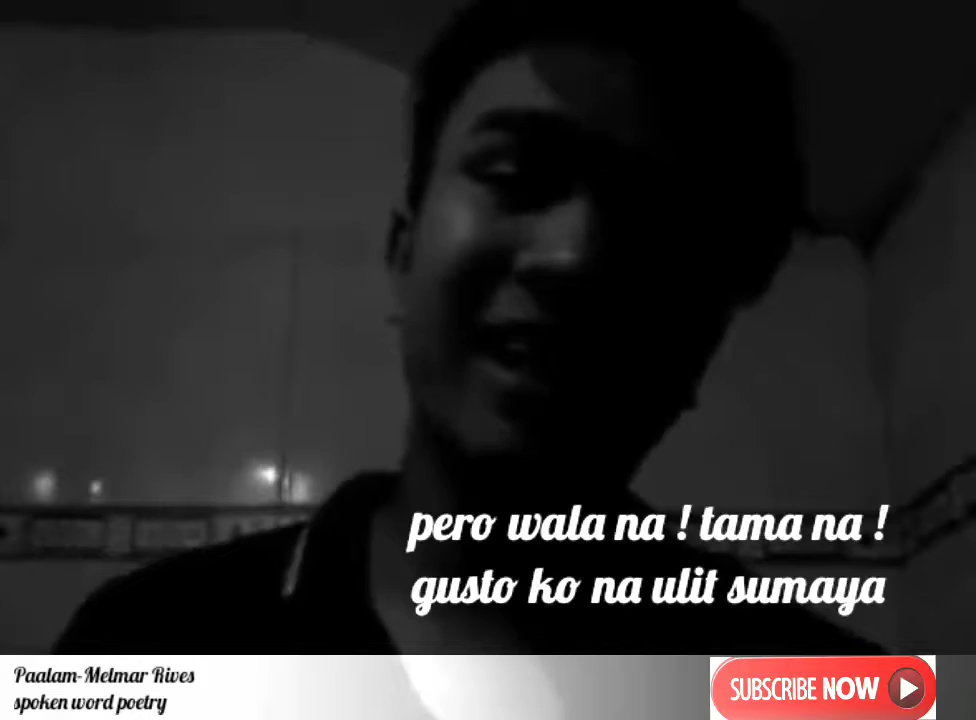 pero wala na ! tama na !
gusto ko na ulit sumaya
Paalam-Melmar Rives
spoken word poetry
SUBSCRIBE NOW